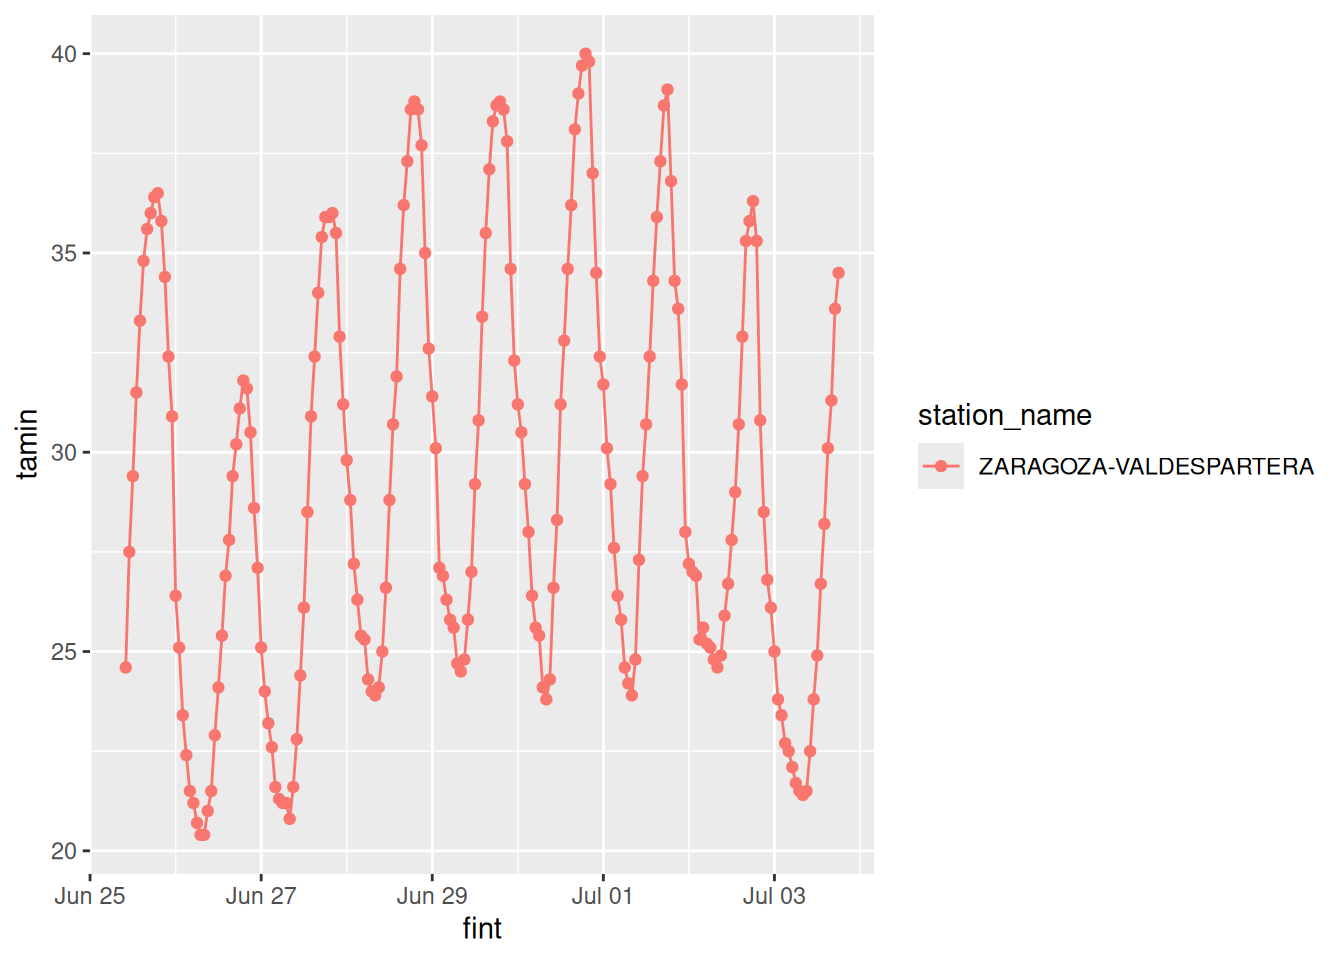 40
35
30
25
20
tamin
Jun 25
Jun 27
Jun 29
Jul 01
Jul 03
fint
station_name
ZARAGOZA-VALDESPARTERA